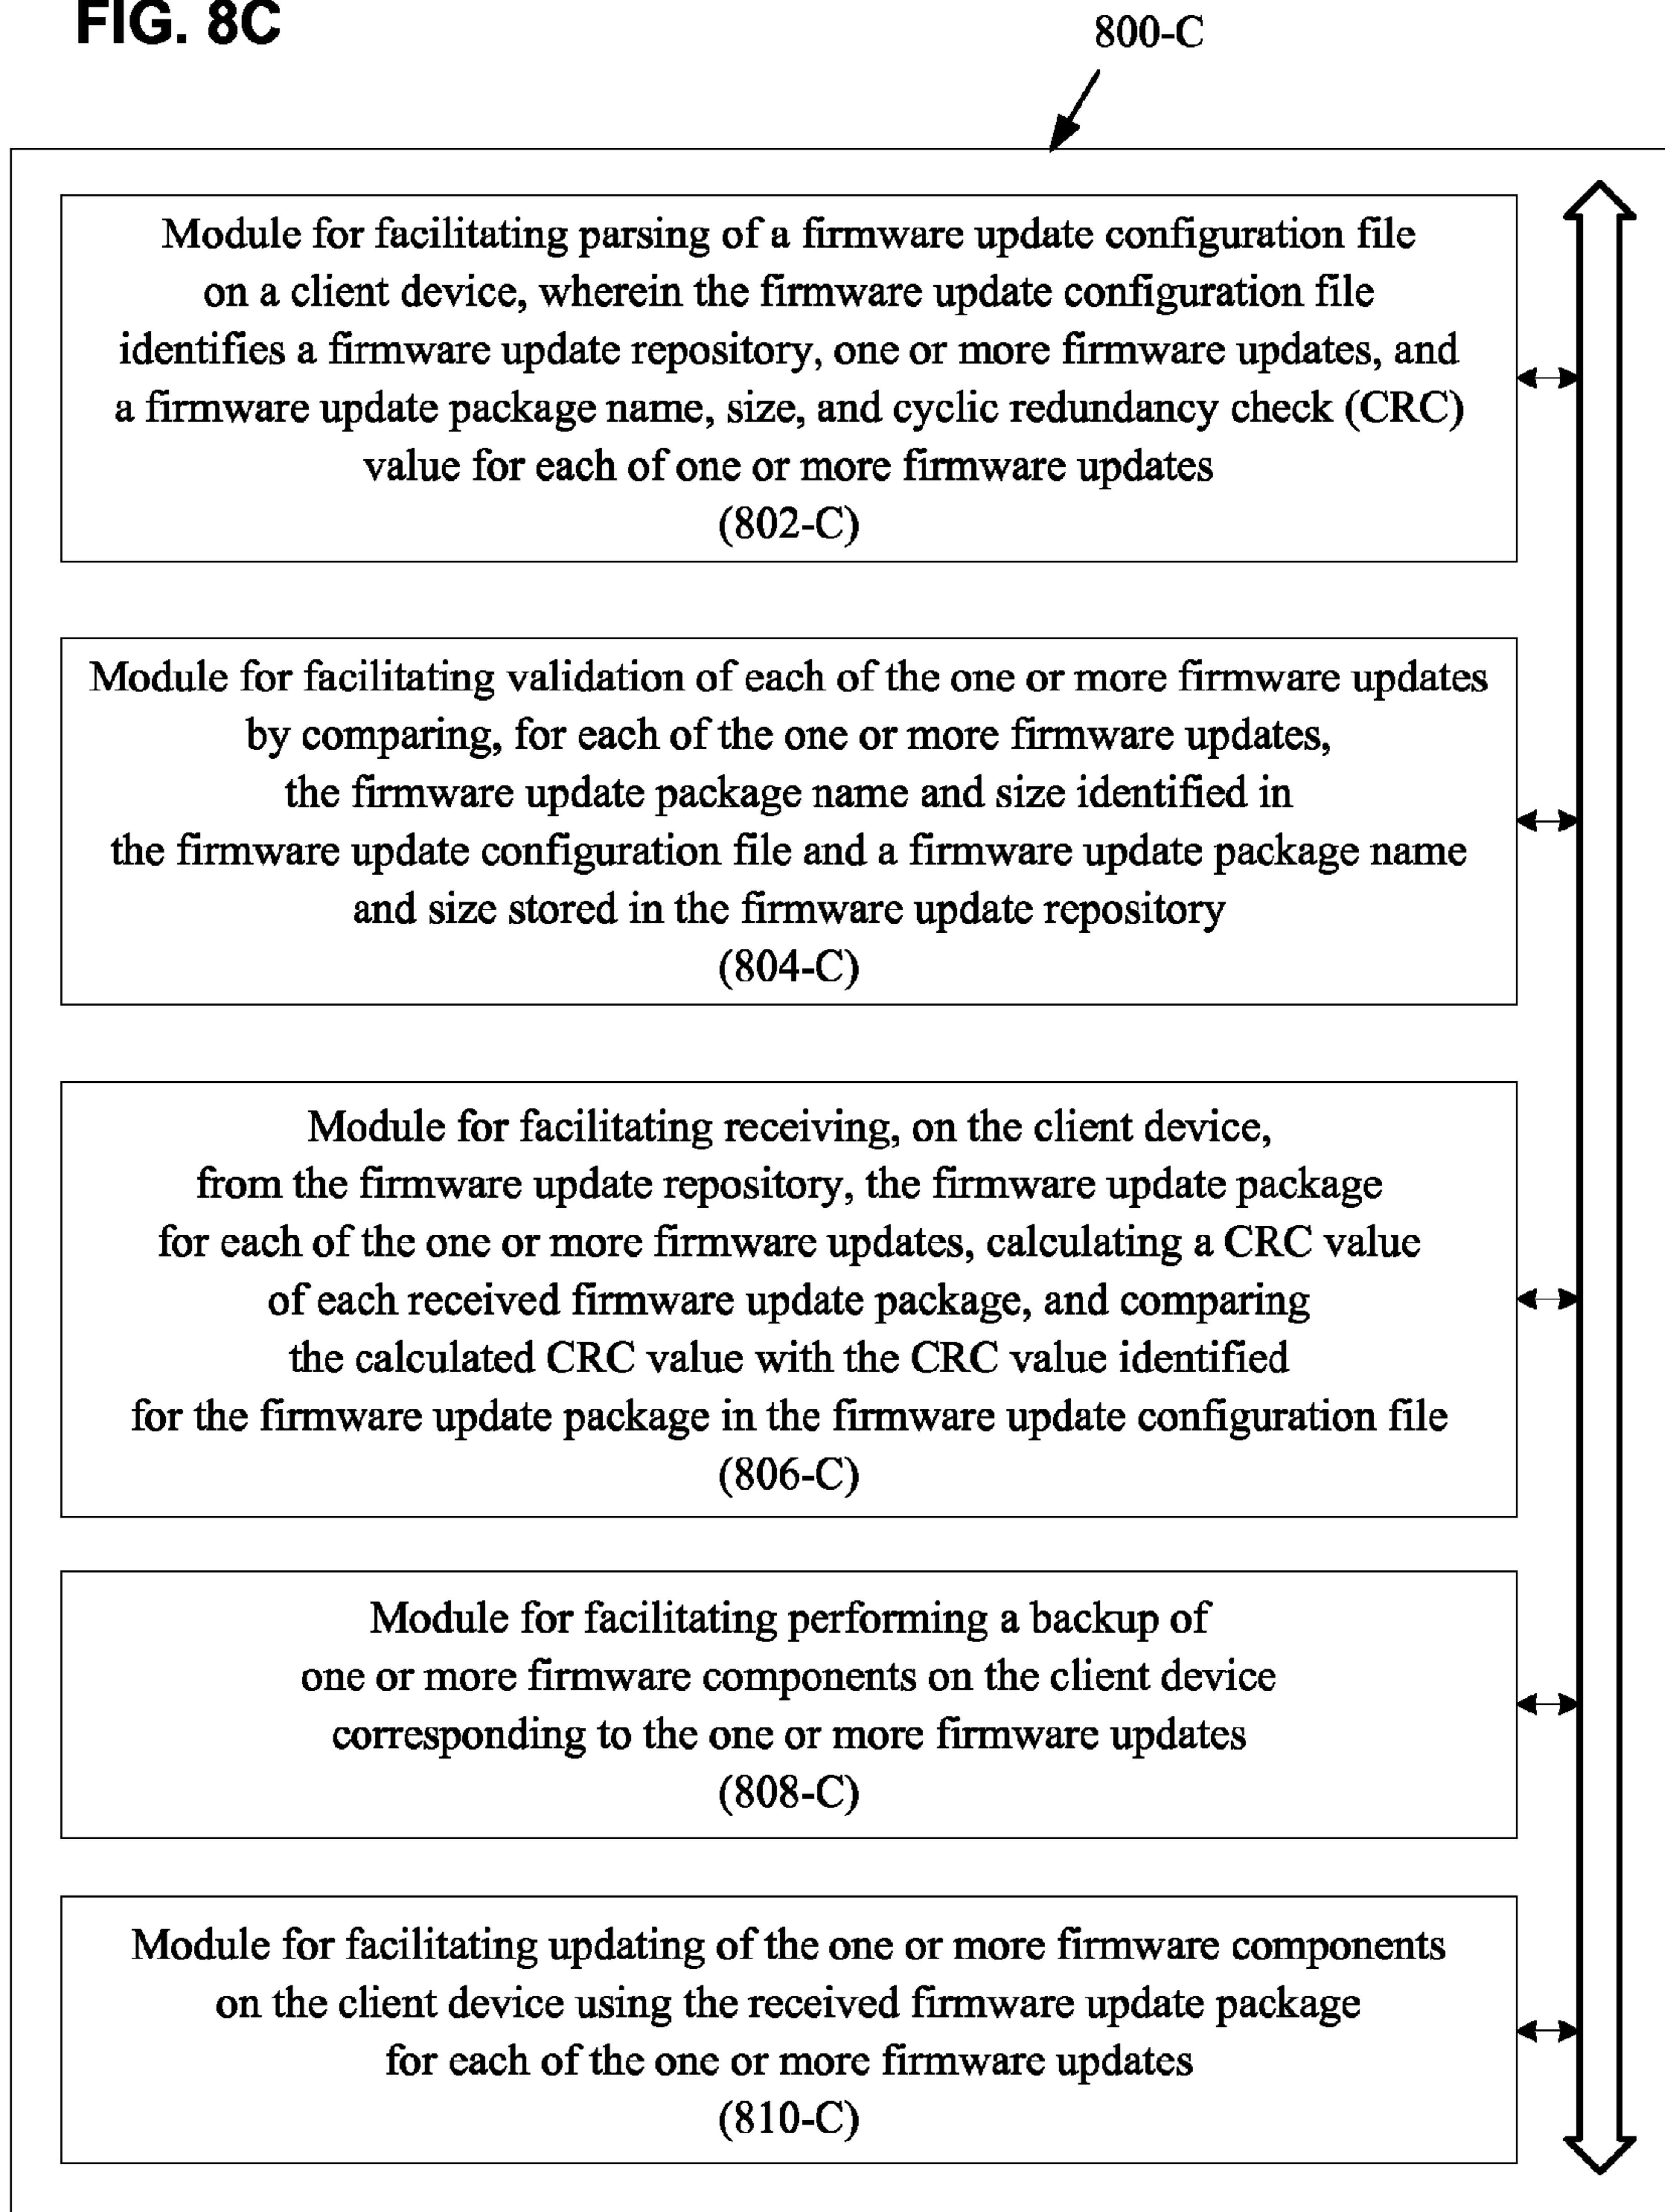 FIG. 8C
800-C
Module for facilitating parsing of a firmware update configuration file
on a client device, wherein the firmware update configuration file
identifies a firmware update repository, one or more firmware updates, and
a firmware update package name, size, and cyclic redundancy check (CRC)
value for each of one or more firmware updates
(802-C)
Module for facilitating validation of each of the one or more firmware updates
by comparing, for each of the one or more firmware updates,
the firmware update package name and size identified in
the firmware update configuration file and a firmware update package name
and size stored in the firmware update repository
(804-C)
Module for facilitating receiving, on the client device,
from the firmware update repository, the firmware update package
for each of the one or more firmware updates, calculating a CRC value
of each received firmware update package, and comparing
the calculated CRC value with the CRC value identified
for the firmware update package in the firmware update configuration file
(806-C)
Module for facilitating performing a backup of
one or more firmware components on the client device
corresponding to the one or more firmware updates
(808-C)
Module for facilitating updating of the one or more firmware components
on the client device using the received firmware update package
for each of the one or more firmware updates
(810-C)